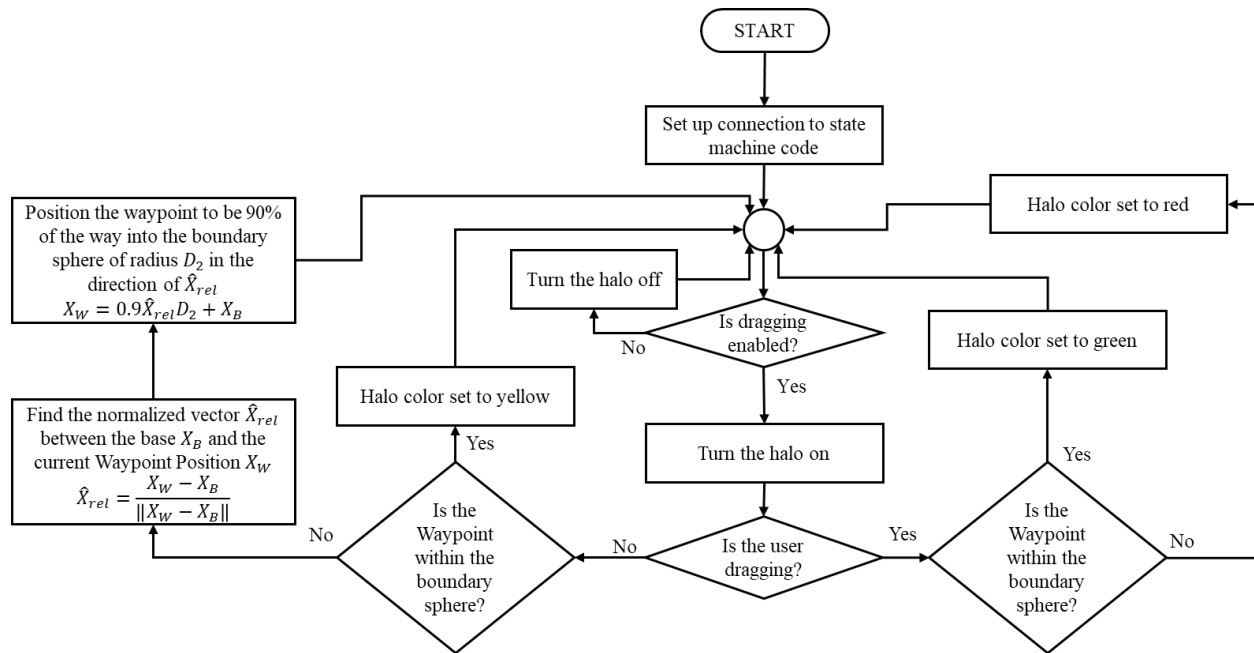 START
Set up connection to state
machine code
Position the waypoint to be 90%
of the way into the boundary
sphere of radius D₂ in the
direction of X̂_rel
X_W = 0.9X̂_rel D₂ + X_B
Halo color set to red
Turn the halo off
Is dragging
enabled?
No
Yes
Halo color set to green
Halo color set to yellow
Find the normalized vector X̂_rel
between the base X_B and the
current Waypoint Position X_W
X̂_rel = (X_W − X_B) / ‖X_W − X_B‖
Yes
Turn the halo on
Yes
Is the
Waypoint
within the
boundary
sphere?
No
Is the user
dragging?
No
Yes
Is the
Waypoint
within the
boundary
sphere?
No